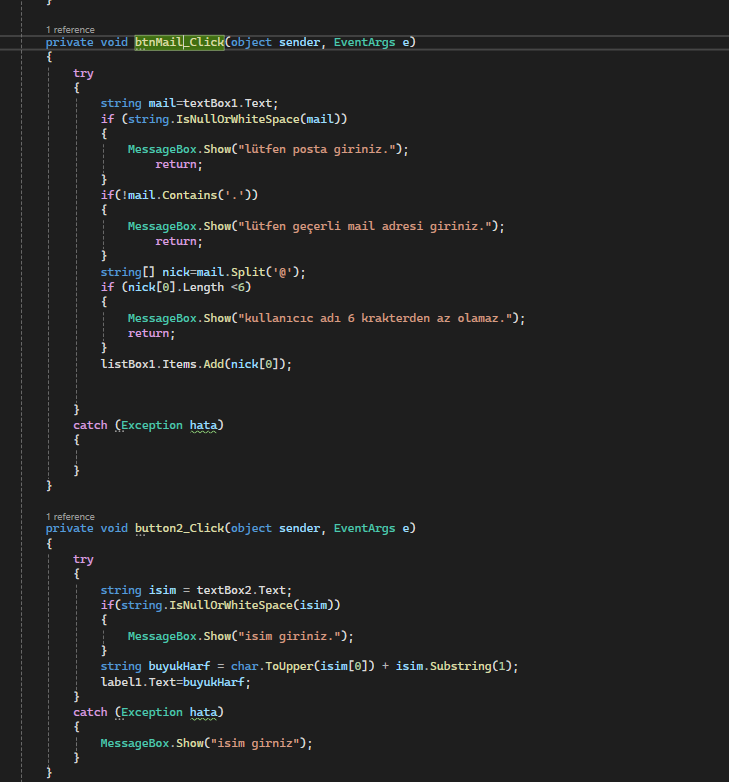 }
1 reference
private void btnMail_Click(object sender, EventArgs e)
{
try
{
string mail=textBox1.Text;
if (string.IsNullOrWhiteSpace(mail))
{
MessageBox.Show("lütfen posta giriniz.");
return;
}
if(!mail.Contains('.'))
{
MessageBox.Show("lütfen geçerli mail adresi giriniz.");
return;
}
string[] nick=mail.Split('@');
if (nick[0].Length <6)
{
MessageBox.Show("kullanıcıc adı 6 krakterden az olamaz.");
return;
}
listBox1.Items.Add(nick[0]);
}
catch (Exception hata)
{
}
}
1 reference
private void button2_Click(object sender, EventArgs e)
{
try
{
string isim = textBox2.Text;
if(string.IsNullOrWhiteSpace(isim))
{
MessageBox.Show("isim giriniz.");
}
string buyukHarf = char.ToUpper(isim[0]) + isim.Substring(1);
label1.Text=buyukHarf;
}
catch (Exception hata)
{
MessageBox.Show("isim girniz");
}
}